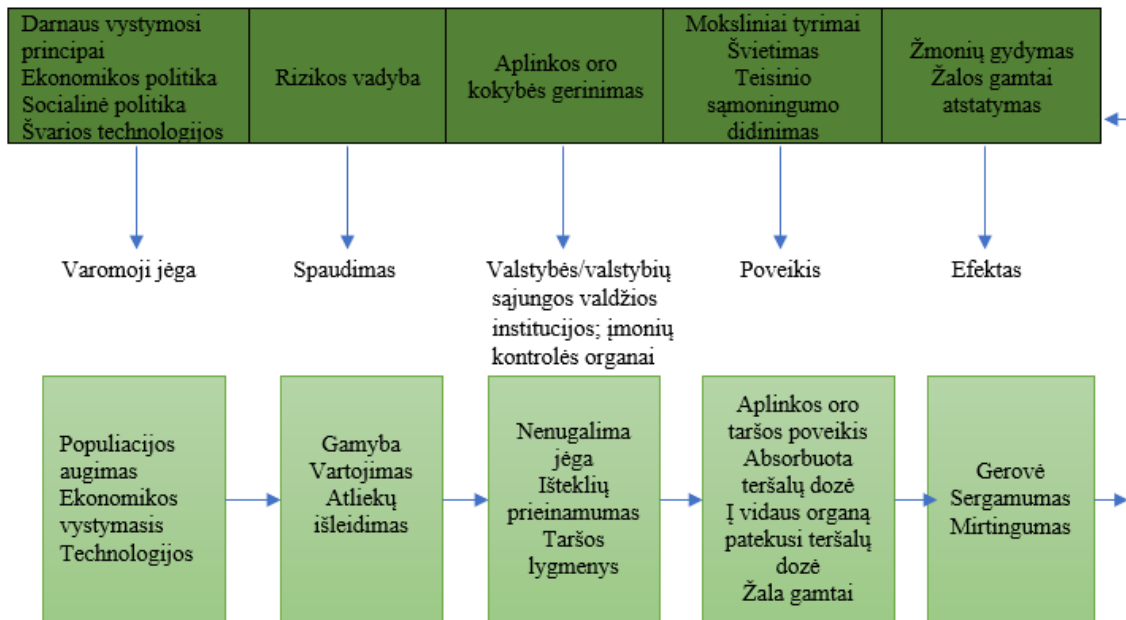 Darnaus vystymosi
principai
Ekonomikos politika
Socialinė politika
Švarios technologijos
Rizikos vadyba
Aplinkos oro
kokybės gerinimas
Moksliniai tyrimai
Švietimas
Teisinio
sąmoningumo
didinimas
Žmonių gydymas
Žalos gamtai
atstatymas
Varomoji jėga
Spaudimas
Valstybės/valstybių
sąjungos valdžios
institucijos; įmonių
kontrolės organai
Poveikis
Efektas
Populiacijos
augimas
Ekonomikos
vystymasis
Technologijos
Gamyba
Vartojimas
Atliekų
išleidimas
Nenugalima
jėga
Išteklių
prieinamumas
Taršos
lygmenys
Aplinkos oro
taršos poveikis
Absorbuota
teršalų dozė
Į vidaus organą
patekusi teršalų
dozė
Žala gamtai
Gerovė
Sergamumas
Mirtingumas